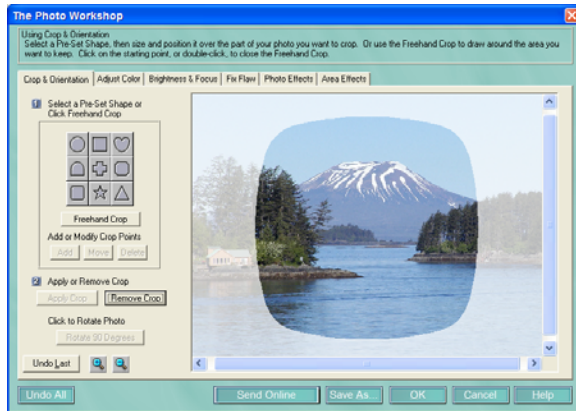 The Photo Workshop
Using Crop & Orientation
Select a Pre-Set Shape, then size and position it over the part of your photo you want to crop. Or use the Freehand Crop to draw around the area you
want to keep. Click on the starting point, or double-click, to close the Freehand Crop.
Crop & Orientation Adjust Color Brightness & Focus Fix Flaw Photo Effects Area Effects
1 Select a Pre-Set Shape or
Click Freehand Crop
Freehand Crop
Add or Modify Crop Points
Add Move Delete
2 Apply or Remove Crop
Apply Crop Remove Crop
Click to Rotate Photo
Rotate 90 Degrees
Undo Last
Undo All Send Online Save As... OK Cancel Help